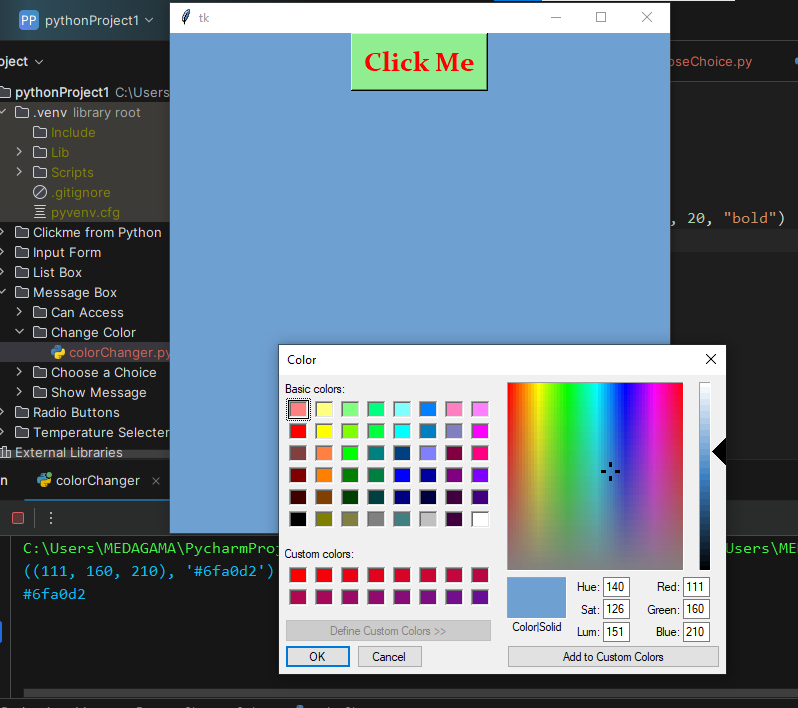 PP pythonProject1
tk
oject
pythonProject1 C:\Users
.venv library root
Include
Lib
Scripts
.gitignore
pyvenv.cfg
Clickme from Python
Input Form
List Box
Message Box
Can Access
Change Color
colorChanger.py
Choose a Choice
Show Message
Radio Buttons
Temperature Selecter
External Libraries
Click Me
oseChoice.py
, 20, "bold")
n
colorChanger
C:\Users\MEDAGAMA\PycharmProj
Users\ME
((111, 160, 210), '#6fa0d2')
#6fa0d2
Color
Basic colors:
Custom colors:
Define Custom Colors >>
OK
Cancel
Color|Solid
Hue: 140
Red: 111
Sat: 126
Green: 160
Lum: 151
Blue: 210
Add to Custom Colors